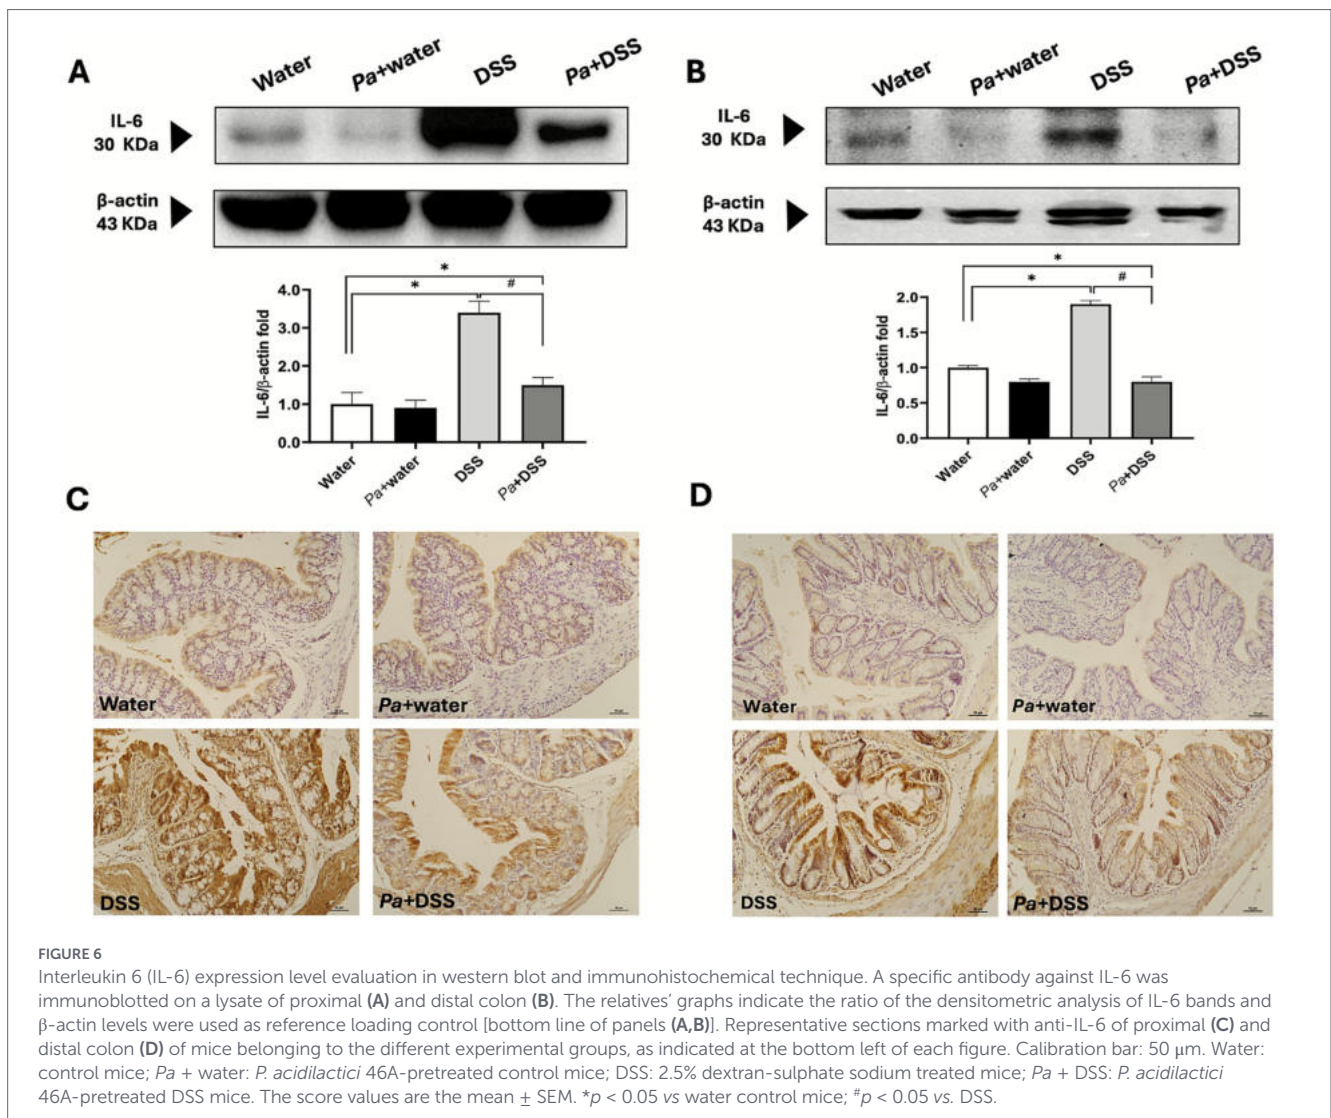 A
Water
Pa+water
DSS
Pa+DSS
IL-6
30 KDa
β-actin
43 KDa
*
*
#
4.0
3.0
2.0
1.0
0.0
IL-6/β-actin fold
Water
Pa+water
DSS
Pa+DSS
B
Water
Pa+water
DSS
Pa+DSS
IL-6
30 KDa
β-actin
43 KDa
*
*
#
2.0
1.5
1.0
0.5
0.0
IL-6/β-actin fold
Water
Pa+water
DSS
Pa+DSS
C
Water
Pa+water
DSS
Pa+DSS
D
Water
Pa+water
DSS
Pa+DSS
FIGURE 6
Interleukin 6 (IL-6) expression level evaluation in western blot and immunohistochemical technique. A specific antibody against IL-6 was
immunoblotted on a lysate of proximal (A) and distal colon (B). The relatives' graphs indicate the ratio of the densitometric analysis of IL-6 bands and
β-actin levels were used as reference loading control [bottom line of panels (A,B)]. Representative sections marked with anti-IL-6 of proximal (C) and
distal colon (D) of mice belonging to the different experimental groups, as indicated at the bottom left of each figure. Calibration bar: 50 μm. Water:
control mice; Pa + water: P. acidilactici 46A-pretreated control mice; DSS: 2.5% dextran-sulphate sodium treated mice; Pa + DSS: P. acidilactici
46A-pretreated DSS mice. The score values are the mean ± SEM. *p < 0.05 vs water control mice; #p < 0.05 vs. DSS.